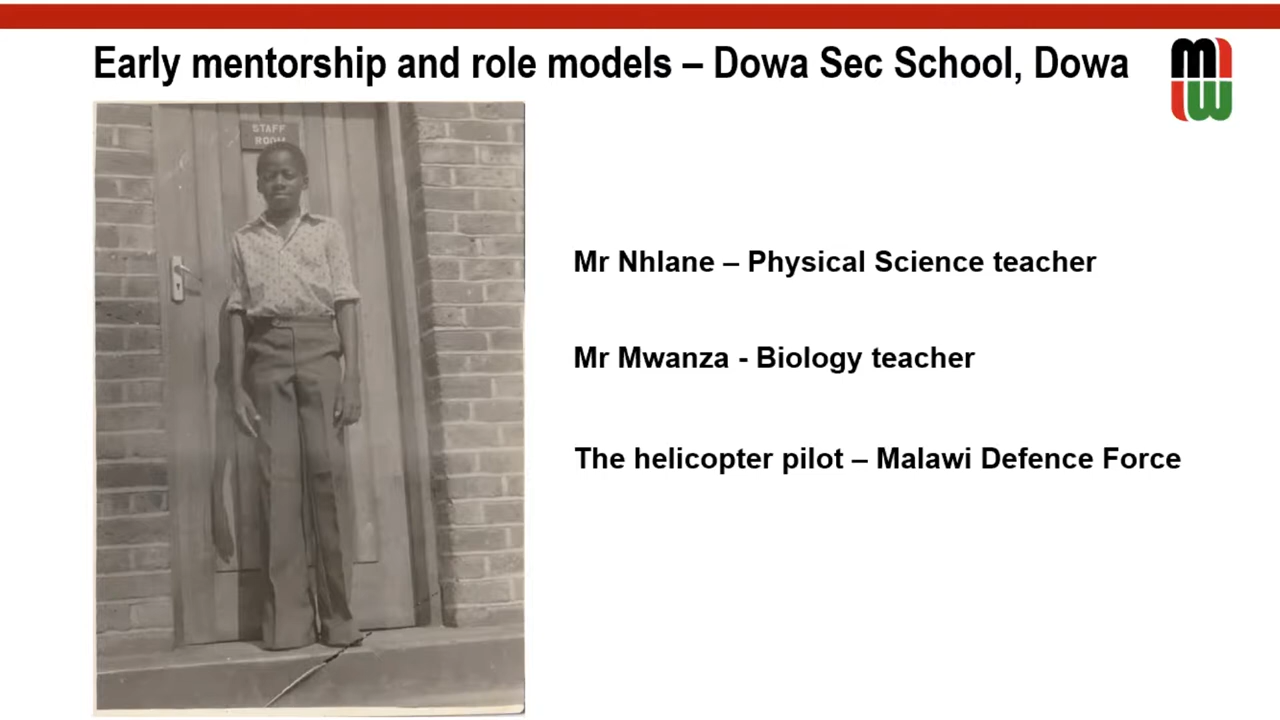 Early mentorship and role models – Dowa Sec School, Dowa
STAFF
ROOM
Mr Nhlane – Physical Science teacher
Mr Mwanza - Biology teacher
The helicopter pilot – Malawi Defence Force